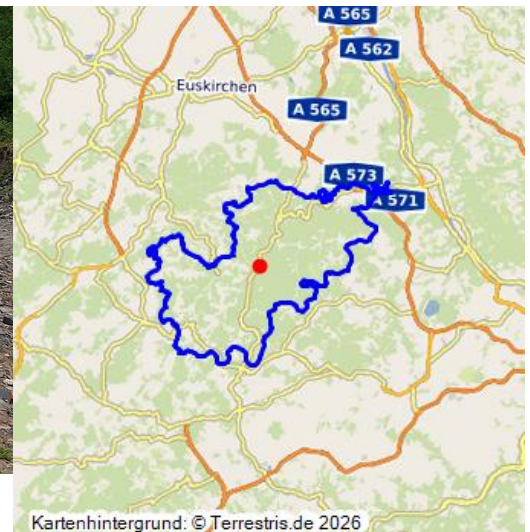 A 565
A 562
Euskirchen
A 565
A 573
A 571
Kartenhintergrund: © Terrestris.de 2026